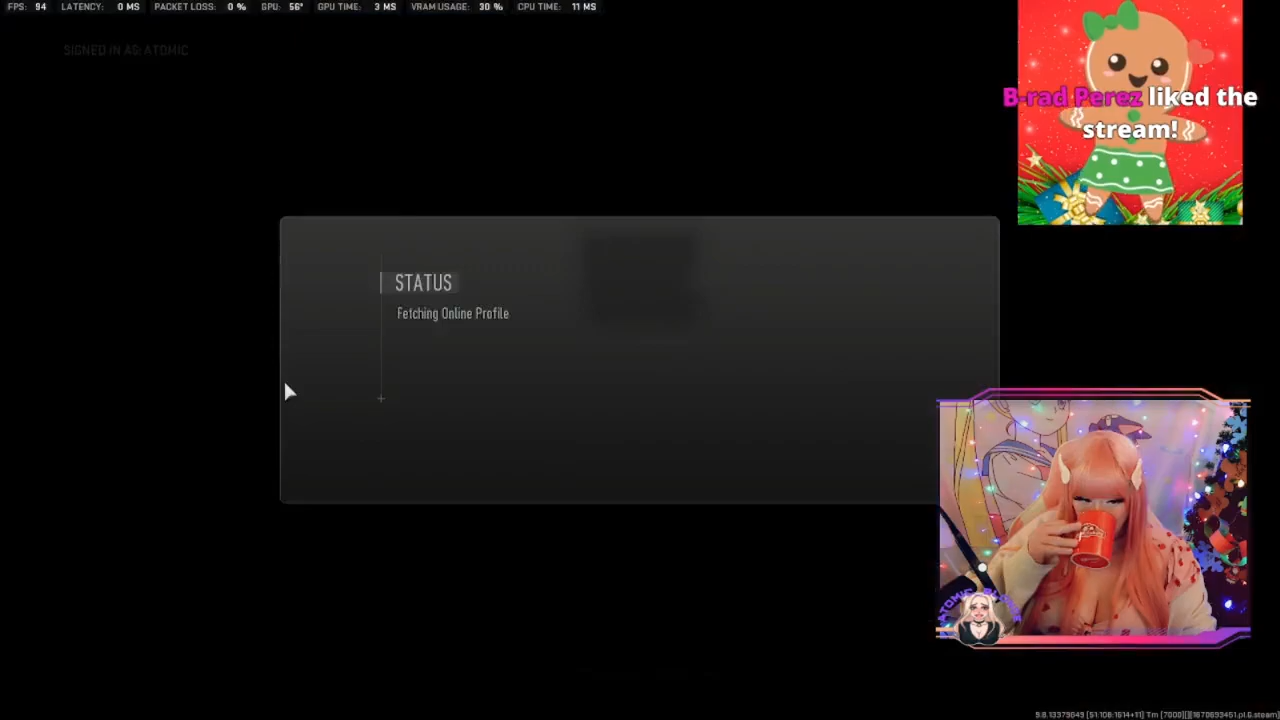 FPS: 94 LATENCY: 0 MS PACKET LOSS: 0 % GPU: 56° GPU TIME: 3 MS VRAM USAGE: 30 % CPU TIME: 11 MS
SIGNED IN AS: ATOMIC
B-rad Perez liked the
stream!
STATUS
Fetching Online Profile
ATOMIC